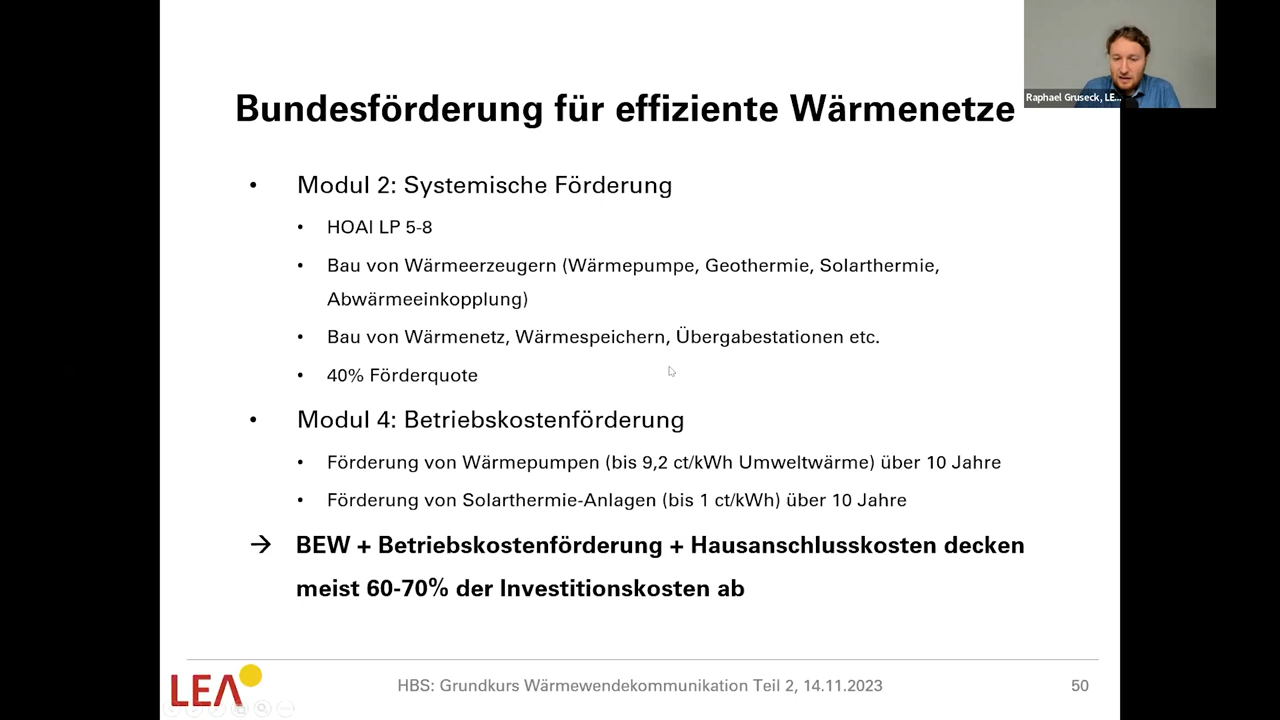 Bundesförderung für effiziente Wärmenetze
Raphael Gruseck, LE...
• Modul 2: Systemische Förderung
• HOAI LP 5-8
• Bau von Wärmeerzeugern (Wärmepumpe, Geothermie, Solarthermie,
Abwärmeeinkopplung)
• Bau von Wärmenetz, Wärmespeichern, Übergabestationen etc.
• 40% Förderquote
• Modul 4: Betriebskostenförderung
• Förderung von Wärmepumpen (bis 9,2 ct/kWh Umweltwärme) über 10 Jahre
• Förderung von Solarthermie-Anlagen (bis 1 ct/kWh) über 10 Jahre
→ BEW + Betriebskostenförderung + Hausanschlusskosten decken
meist 60-70% der Investitionskosten ab
LEA
HBS: Grundkurs Wärmewendekommunikation Teil 2, 14.11.2023
50